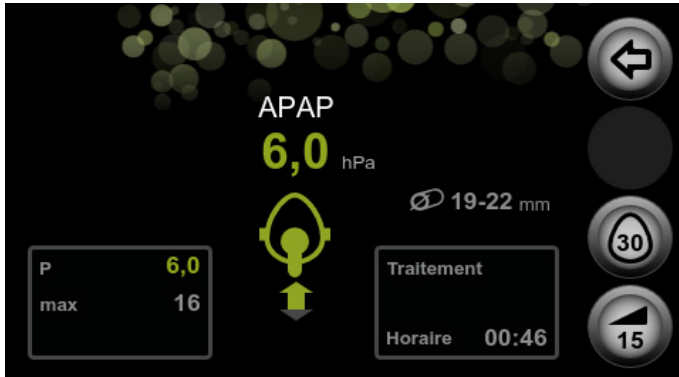 APAP
6,0 hPa
19-22 mm
30
P 6,0
max 16
Traitement
Horaire 00:46
15